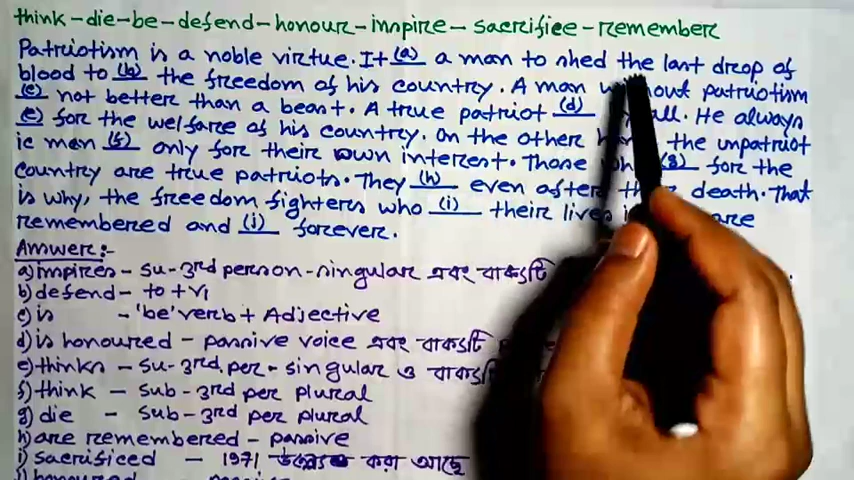 think-die-be-defend-honour-inspire-sacrifice-remember
Patriotism is a noble virtue. It (a) a man to shed the last drop of
blood to (b) the freedom of his country. A man patriotism
(c) not better than a beast. A true patriot (d) all. He always
(e) for the welfare of his country. On the other the unpatriot
ic men (f) only for their own interest. Those (g) for the
country are true patriots. They (h) even after death. That
is why, the freedom fighters who (i) their lives are
remembered and (j) forever.
Answer:-
a) inspires - su-3rd person-singular এবং বাক্যটি
b) defend - to + v1
c) is - 'be' verb + Adjective
d) is honoured - passive voice এবং বাক্যটি
e) thinks - su-3rd per- singular ও বাক্যটি
f) think - sub-3rd per plural
g) die - sub-3rd per plural
h) are remembered - passive
i) sacrificed - 1971 করা আছে
j) honoured